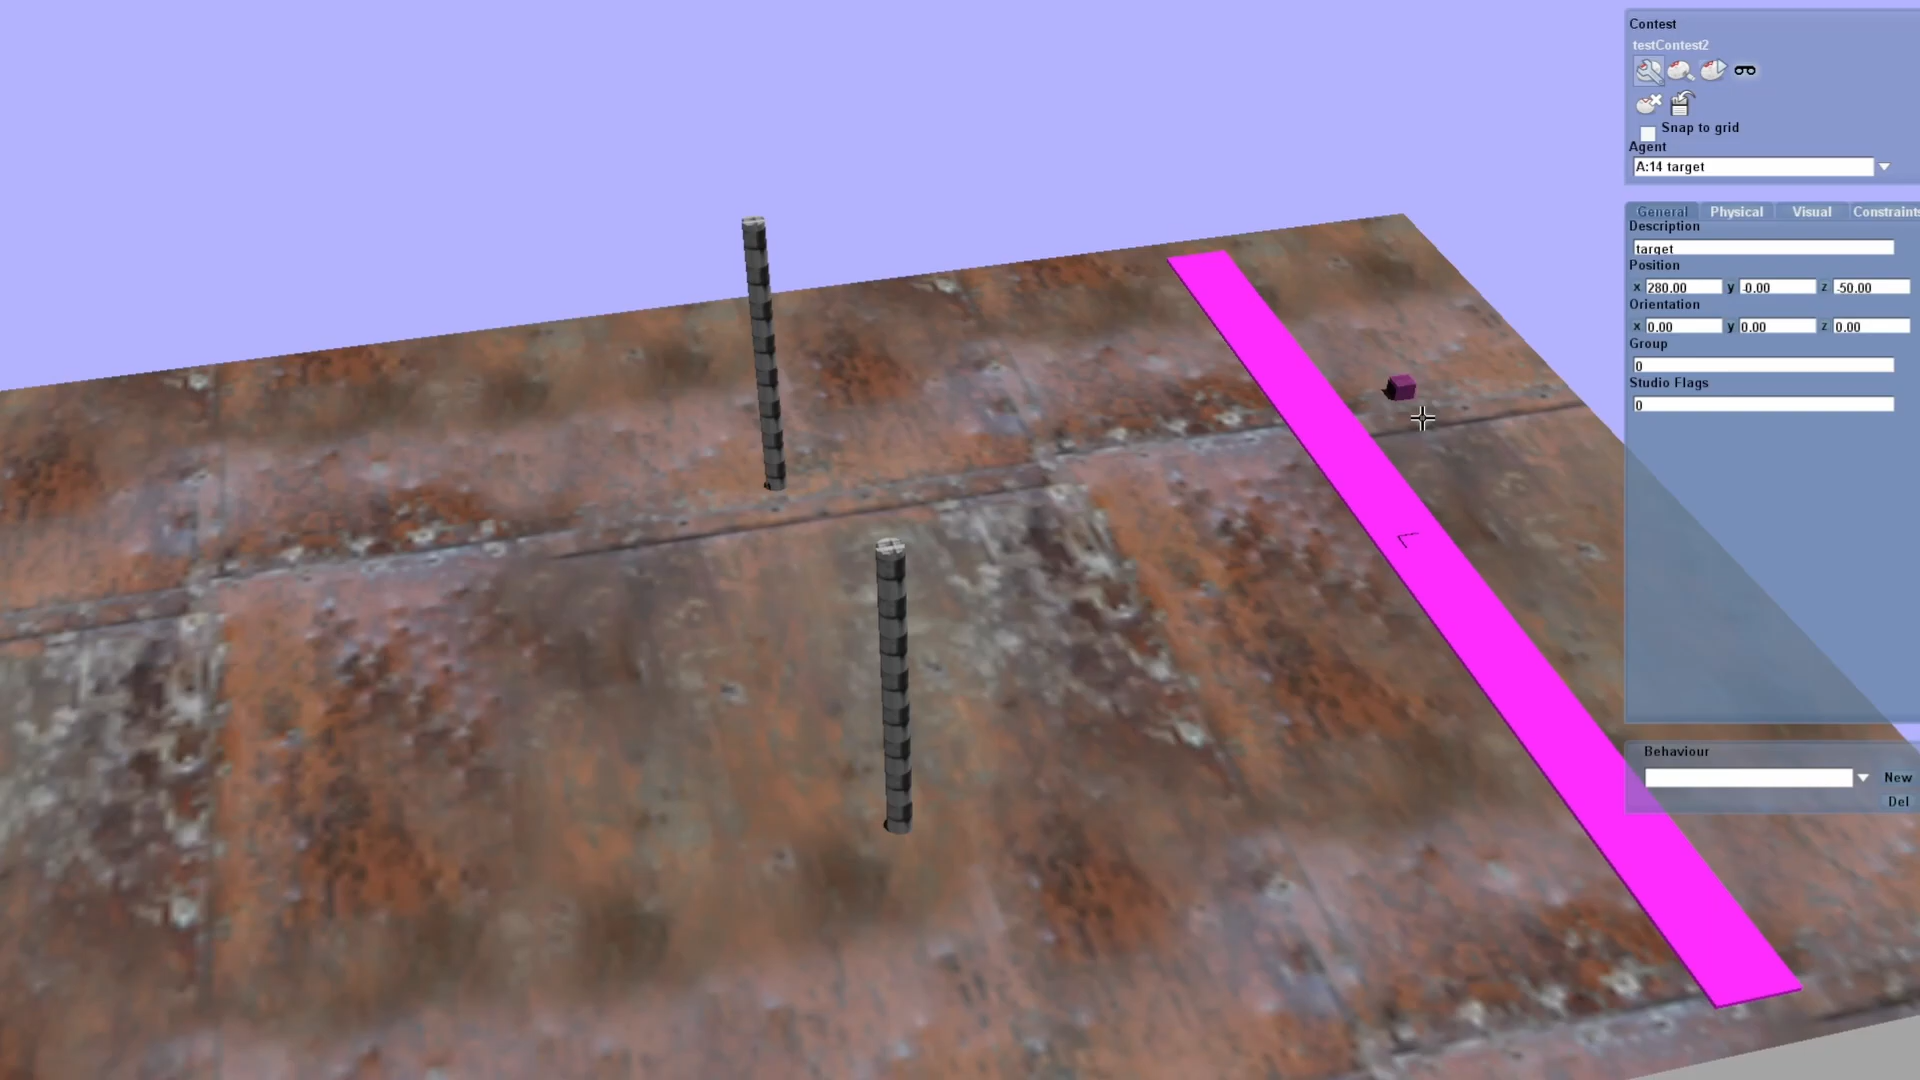 Contest
testContest2
Snap to grid
Agent
A:14 target
General Physical Visual Constraints
Description
target
Position
x 280.00 y -0.00 z -50.00
Orientation
x 0.00 y 0.00 z 0.00
Group
0
Studio Flags
0
Behaviour
New
Del